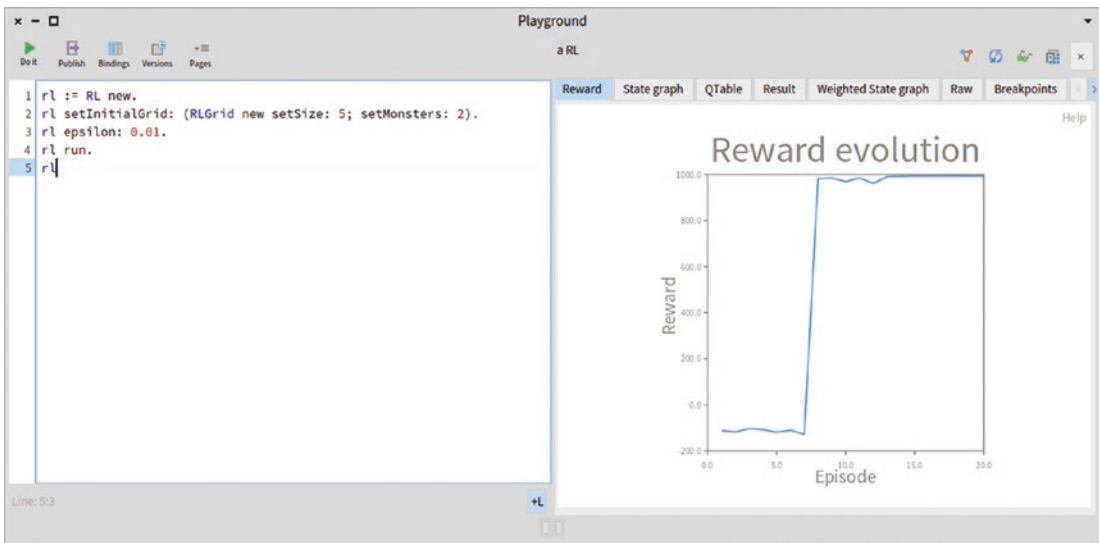 Playground
Do it
Publish
Bindings
Versions
Pages
a RL
1 rl := RL new.
2 rl setInitialGrid: (RLGrid new setSize: 5; setMonsters: 2).
3 rl epsilon: 0.01.
4 rl run.
5 rl
Line: 5:3
+L
Reward
State graph
QTable
Result
Weighted State graph
Raw
Breakpoints
Help
Reward evolution
1000.0
800.0
600.0
400.0
200.0
0.0
-200.0
Reward
0.0
5.0
10.0
15.0
20.0
Episode